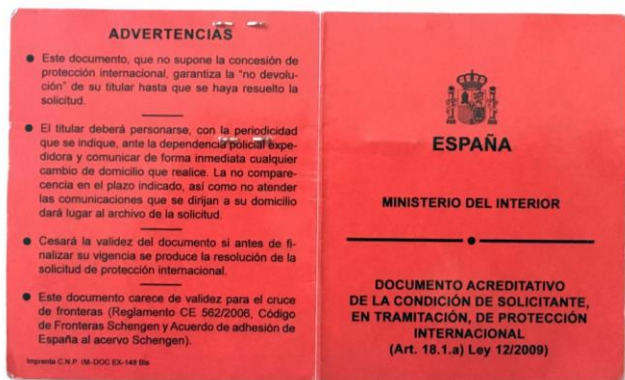 ADVERTENCIAS
● Este documento, que no supone la concesión de
protección internacional, garantiza la "no devolu-
ción" de su titular hasta que se haya resuelto la
solicitud.
● El titular deberá personarse, con la periodicidad
que se indique, ante la dependencia policial expe-
didora y comunicar de forma inmediata cualquier
cambio de domicilio que realice. La no compare-
cencia en el plazo indicado, así como no atender
las comunicaciones que se dirijan a su domicilio
dará lugar al archivo de la solicitud.
● Cesará la validez del documento si antes de fi-
nalizar su vigencia se produce la resolución de la
solicitud de protección internacional.
● Este documento carece de validez para el cruce
de fronteras (Reglamento CE 562/2006, Código
de Fronteras Schengen y Acuerdo de adhesión de
España al acervo Schengen).
Imprenta C.N.P. IM-DOC EX-148 Bis
ESPAÑA
MINISTERIO DEL INTERIOR
DOCUMENTO ACREDITATIVO
DE LA CONDICIÓN DE SOLICITANTE,
EN TRAMITACIÓN, DE PROTECCIÓN
INTERNACIONAL
(Art. 18.1.a) Ley 12/2009)